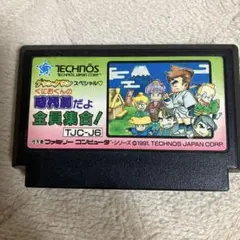 TECHNŌS
TECHNOS JAPAN CORP.
ダウンタウンスペシャル
くにおくんの
時代劇だよ
全員集合!
TJC-J6
ファミリー コンピュータ・シリーズ ©1991. TECHNOS JAPAN CORP.